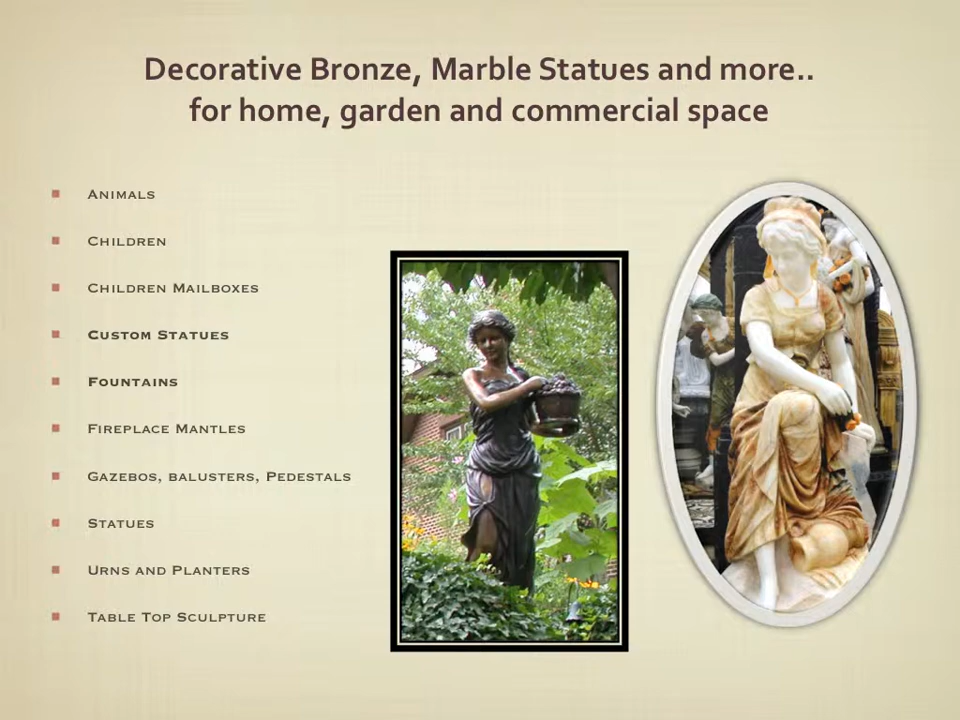 Decorative Bronze, Marble Statues and more..
for home, garden and commercial space
Animals
Children
Children Mailboxes
Custom Statues
Fountains
Fireplace Mantles
gazebos, balusters, Pedestals
Statues
Urns and Planters
Table Top Sculpture